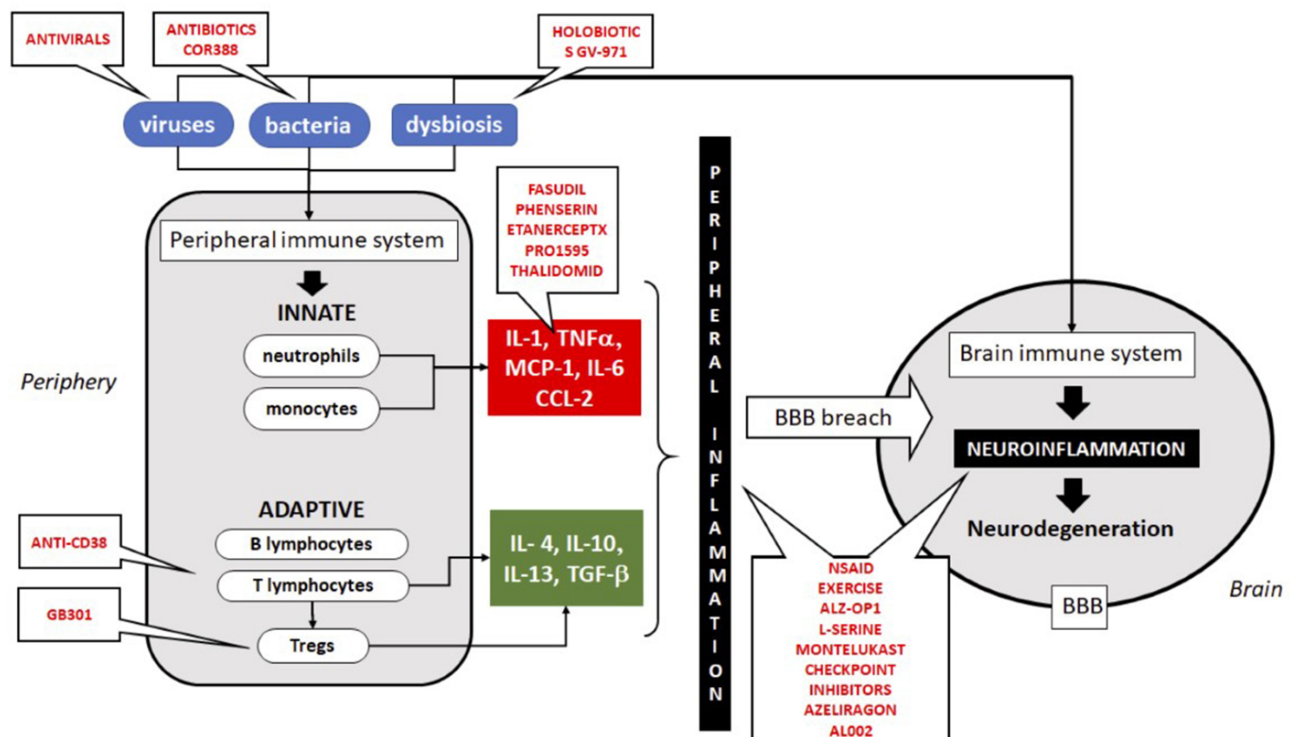 ANTIVIRALS
ANTIBIOTICS
COR388
HOLOBIOTIC
S GV-971
viruses
bacteria
dysbiosis
Peripheral immune system
INNATE
neutrophils
monocytes
Periphery
FASUDIL
PHENSERIN
ETANERCEPTX
PRO1595
THALIDOMID
IL-1, TNFα,
MCP-1, IL-6
CCL-2
ADAPTIVE
B lymphocytes
T lymphocytes
Tregs
ANTI-CD38
GB301
IL- 4, IL-10,
IL-13, TGF-β
PERIPHERAL INFLAMMATION
BBB breach
Brain immune system
NEUROINFLAMMATION
Neurodegeneration
BBB
Brain
NSAID
EXERCISE
ALZ-OP1
L-SERINE
MONTELUKAST
CHECKPOINT
INHIBITORS
AZELIRAGON
AL002